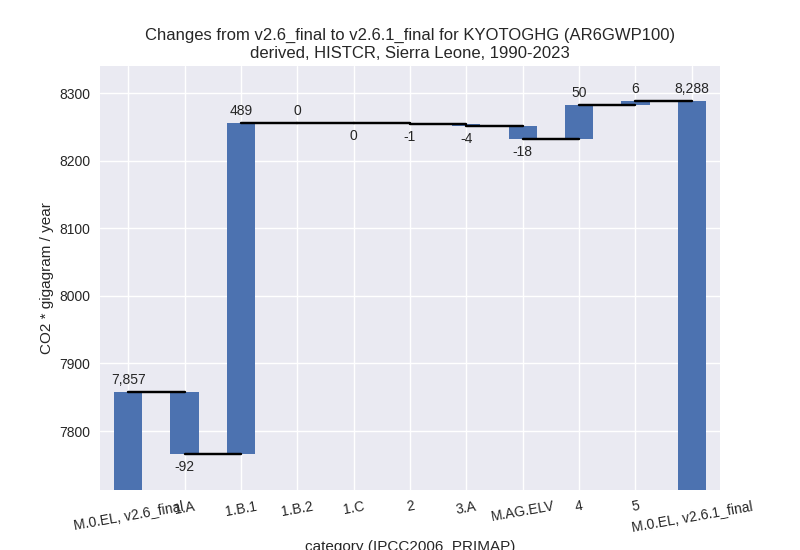 Changes from v2.6_final to v2.6.1_final for KYOTOGHG (AR6GWP100)
derived, HISTCR, Sierra Leone, 1990-2023
CO2 * gigagram / year
8300
8200
8100
8000
7900
7800
7,857
-92
489
0
0
-1
-4
-18
50
6
8,288
M.0.EL, v2.6_final
1.A
1.B.1
1.B.2
1.C
2
3.A
M.AG.ELV
4
5
M.0.EL, v2.6.1_final
category (IPCC2006_PRIMAP)